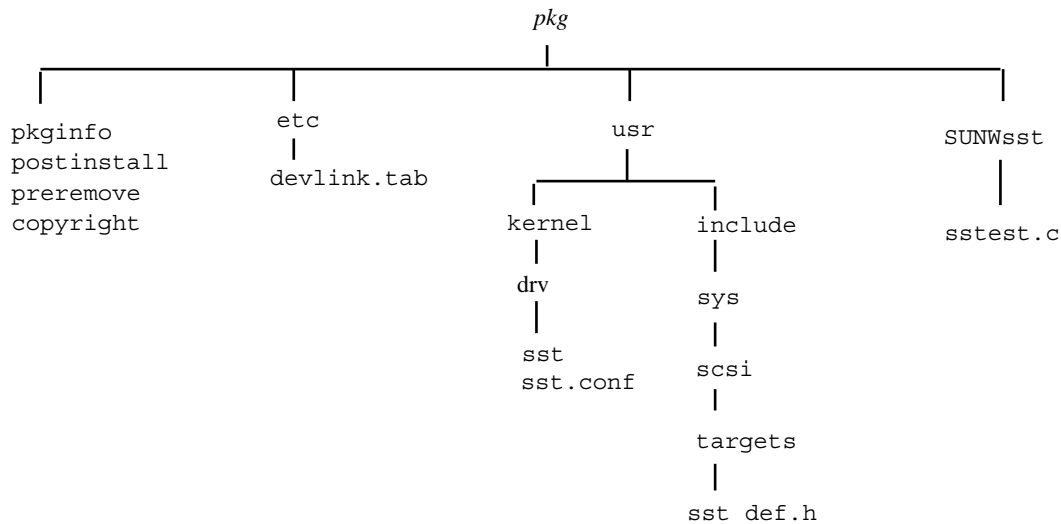 pkg
pkginfo
postinstall
preremove
copyright
etc
devlink.tab
usr
kernel
drv
sst
sst.conf
include
sys
scsi
targets
sst def.h
SUNWsst
sstest.c